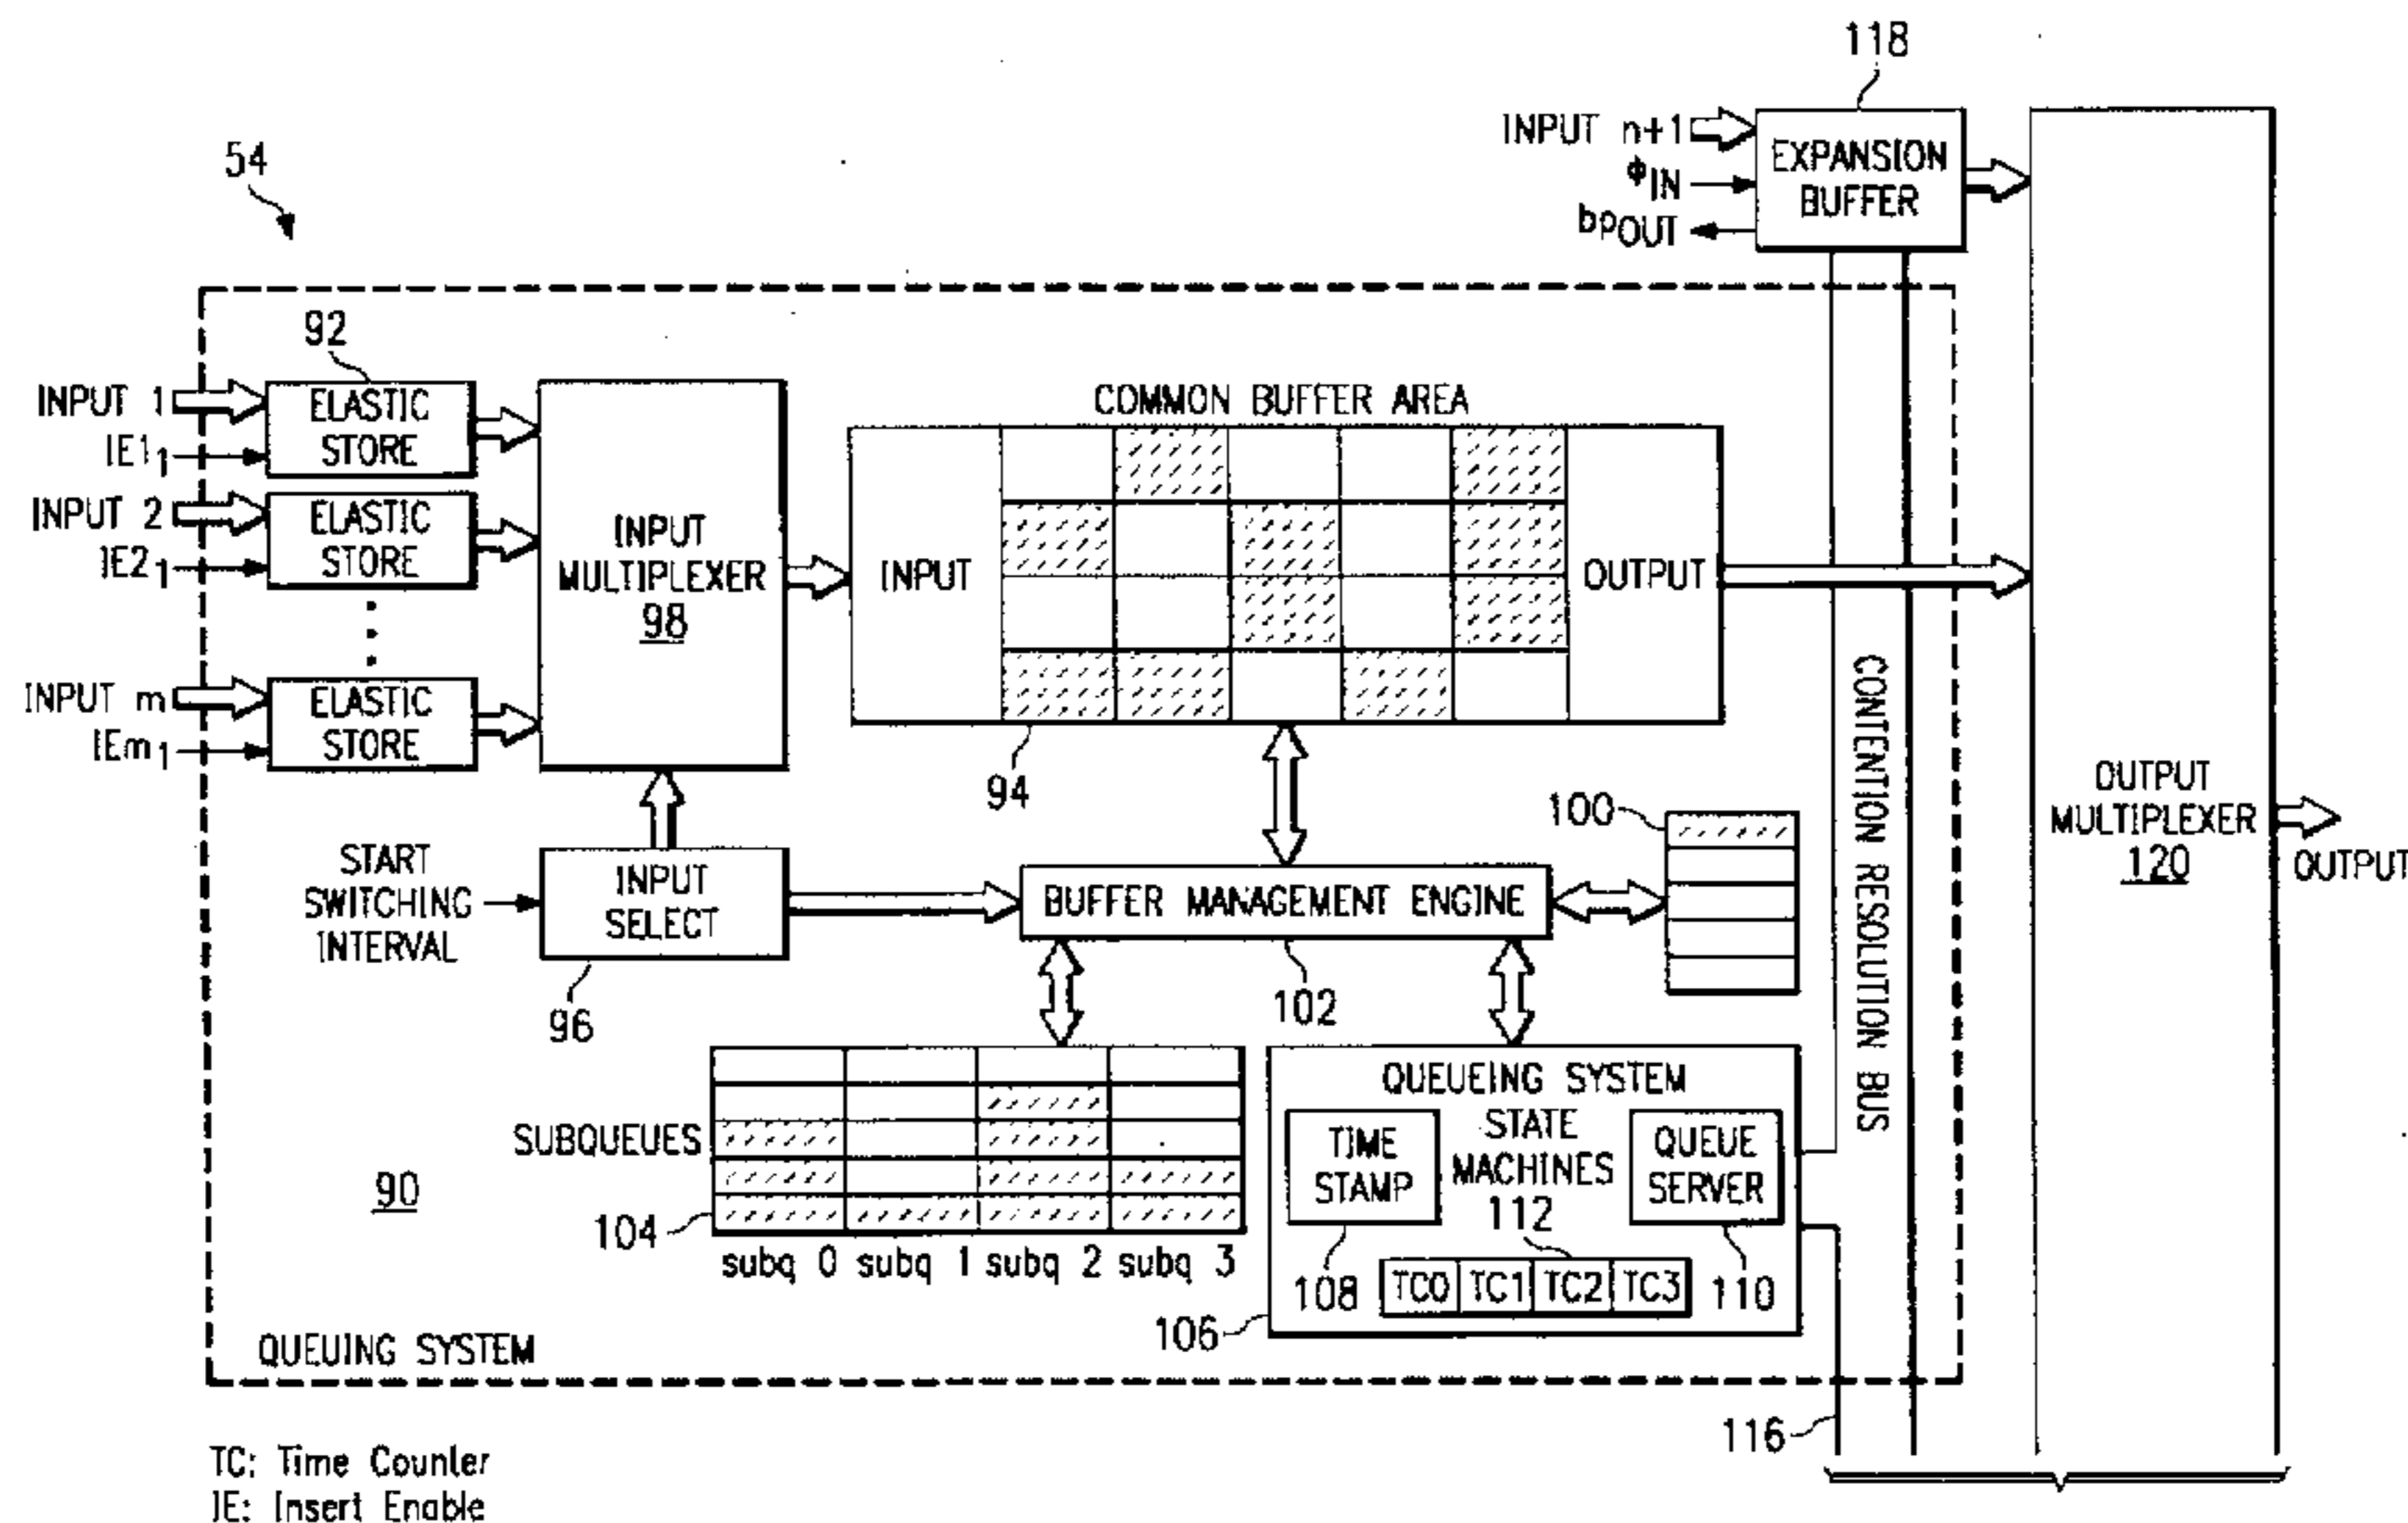 118
INPUT n+1
ΦIN
bpOUT
EXPANSION
BUFFER
54
92
INPUT 1
IE1₁
ELASTIC
STORE
INPUT 2
IE2₁
ELASTIC
STORE
INPUT m
IEm₁
ELASTIC
STORE
INPUT
MULTIPLEXER
98
COMMON BUFFER AREA
INPUT
OUTPUT
94
CONTENTION RESOLUTION BUS
OUTPUT
MULTIPLEXER
120
OUTPUT
START
SWITCHING
INTERVAL
INPUT
SELECT
96
BUFFER MANAGEMENT ENGINE
102
100
SUBQUEUES
104
subq 0 subq 1 subq 2 subq 3
90
QUEUEING SYSTEM
STATE
MACHINES
TIME
STAMP
QUEUE
SERVER
112
108
TC0 TC1 TC2 TC3
110
106
QUEUING SYSTEM
116
TC: Time Counter
IE: Insert Enable